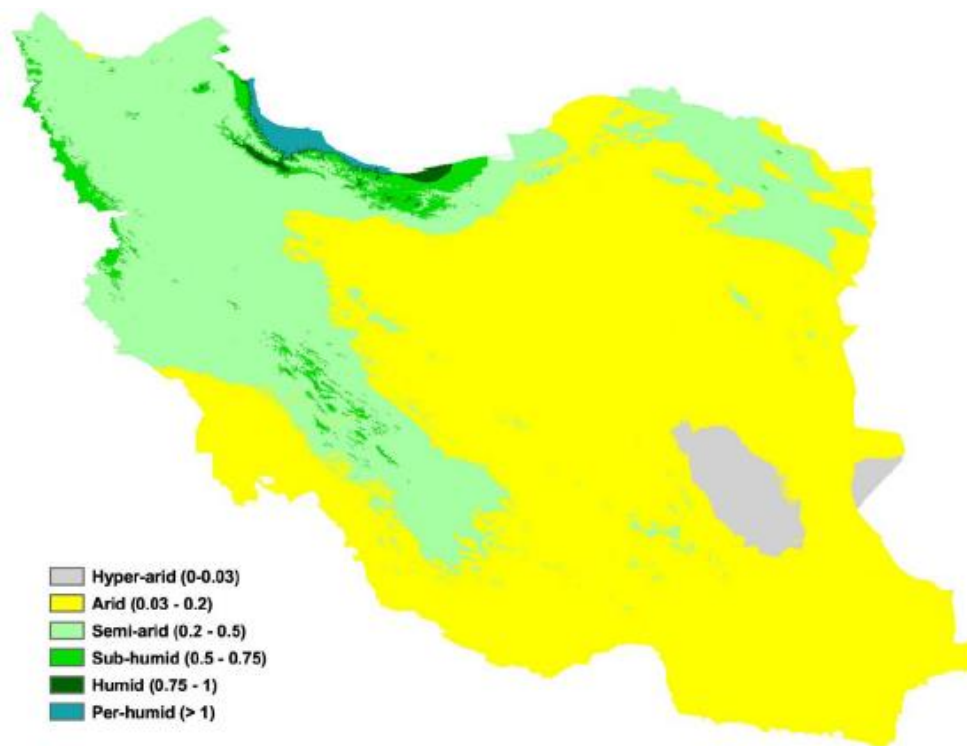 Hyper-arid (0-0.03)
Arid (0.03 - 0.2)
Semi-arid (0.2 - 0.5)
Sub-humid (0.5 - 0.75)
Humid (0.75 - 1)
Per-humid (> 1)